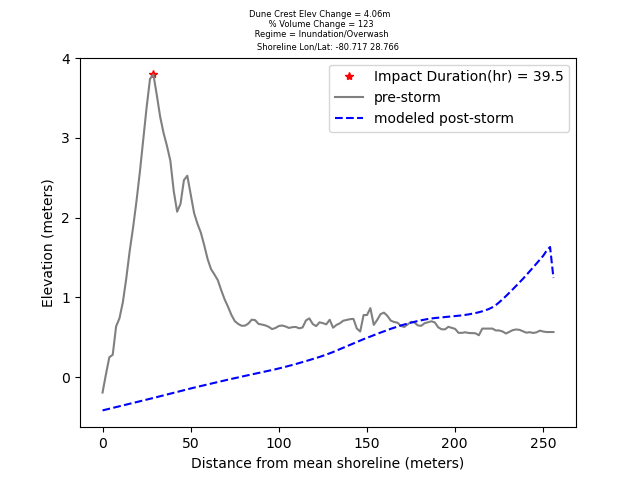 Dune Crest Elev Change = 4.06m
% Volume Change = 123
Regime = Inundation/Overwash
Shoreline Lon/Lat: -80.717 28.766
Impact Duration(hr) = 39.5
pre-storm
modeled post-storm
4
3
2
1
0
Elevation (meters)
0 50 100 150 200 250
Distance from mean shoreline (meters)